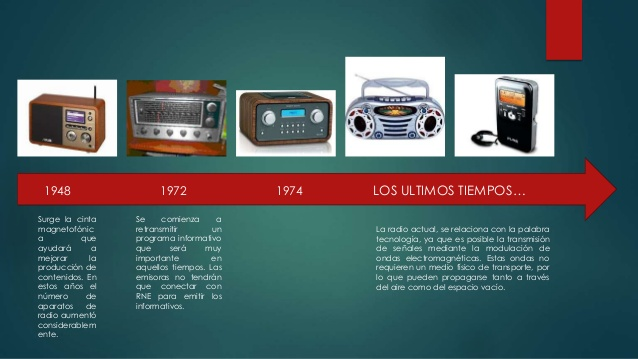 1948
1972
1974
LOS ULTIMOS TIEMPOS...
Surge la cinta
magnetofónic
a que
ayudará a
mejorar la
producción de
contenidos. En
estos años el
número de
aparatos de
radio aumentó
considerablem
ente.
Se comienza a
retransmitir un
programa informativo
que será muy
importante en
aquellos tiempos. Las
emisoras no tendrán
que conectar con
RNE para emitir los
informativos.
La radio actual, se relaciona con la palabra
tecnología, ya que es posible la transmisión
de señales mediante la modulación de
ondas electromagnéticas. Estas ondas no
requieren un medio físico de transporte, por
lo que pueden propagarse tanto a través
del aire como del espacio vacío.